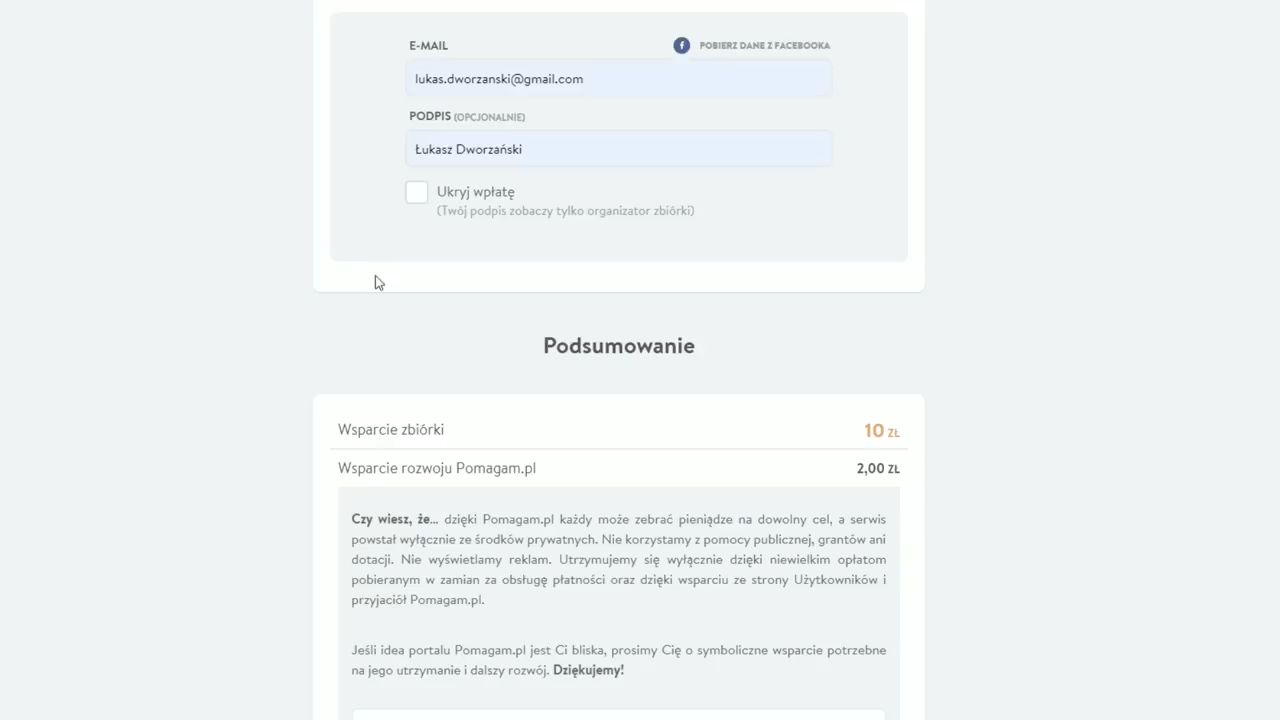 E-MAIL
POBIERZ DANE Z FACEBOOKA
lukas.dworzanski@gmail.com
PODPIS (OPCJONALNIE)
Łukasz Dworzański
Ukryj wpłatę
(Twój podpis zobaczy tylko organizator zbiórki)
Podsumowanie
Wsparcie zbiórki 10 ZŁ
Wsparcie rozwoju Pomagam.pl 2,00 ZŁ
Czy wiesz, że... dzięki Pomagam.pl każdy może zebrać pieniądze na dowolny cel, a serwis
powstał wyłącznie ze środków prywatnych. Nie korzystamy z pomocy publicznej, grantów ani
dotacji. Nie wyświetlamy reklam. Utrzymujemy się wyłącznie dzięki niewielkim opłatom
pobieranym w zamian za obsługę płatności oraz dzięki wsparciu ze strony Użytkowników i
przyjaciół Pomagam.pl.
Jeśli idea portalu Pomagam.pl jest Ci bliska, prosimy Cię o symboliczne wsparcie potrzebne
na jego utrzymanie i dalszy rozwój. Dziękujemy!